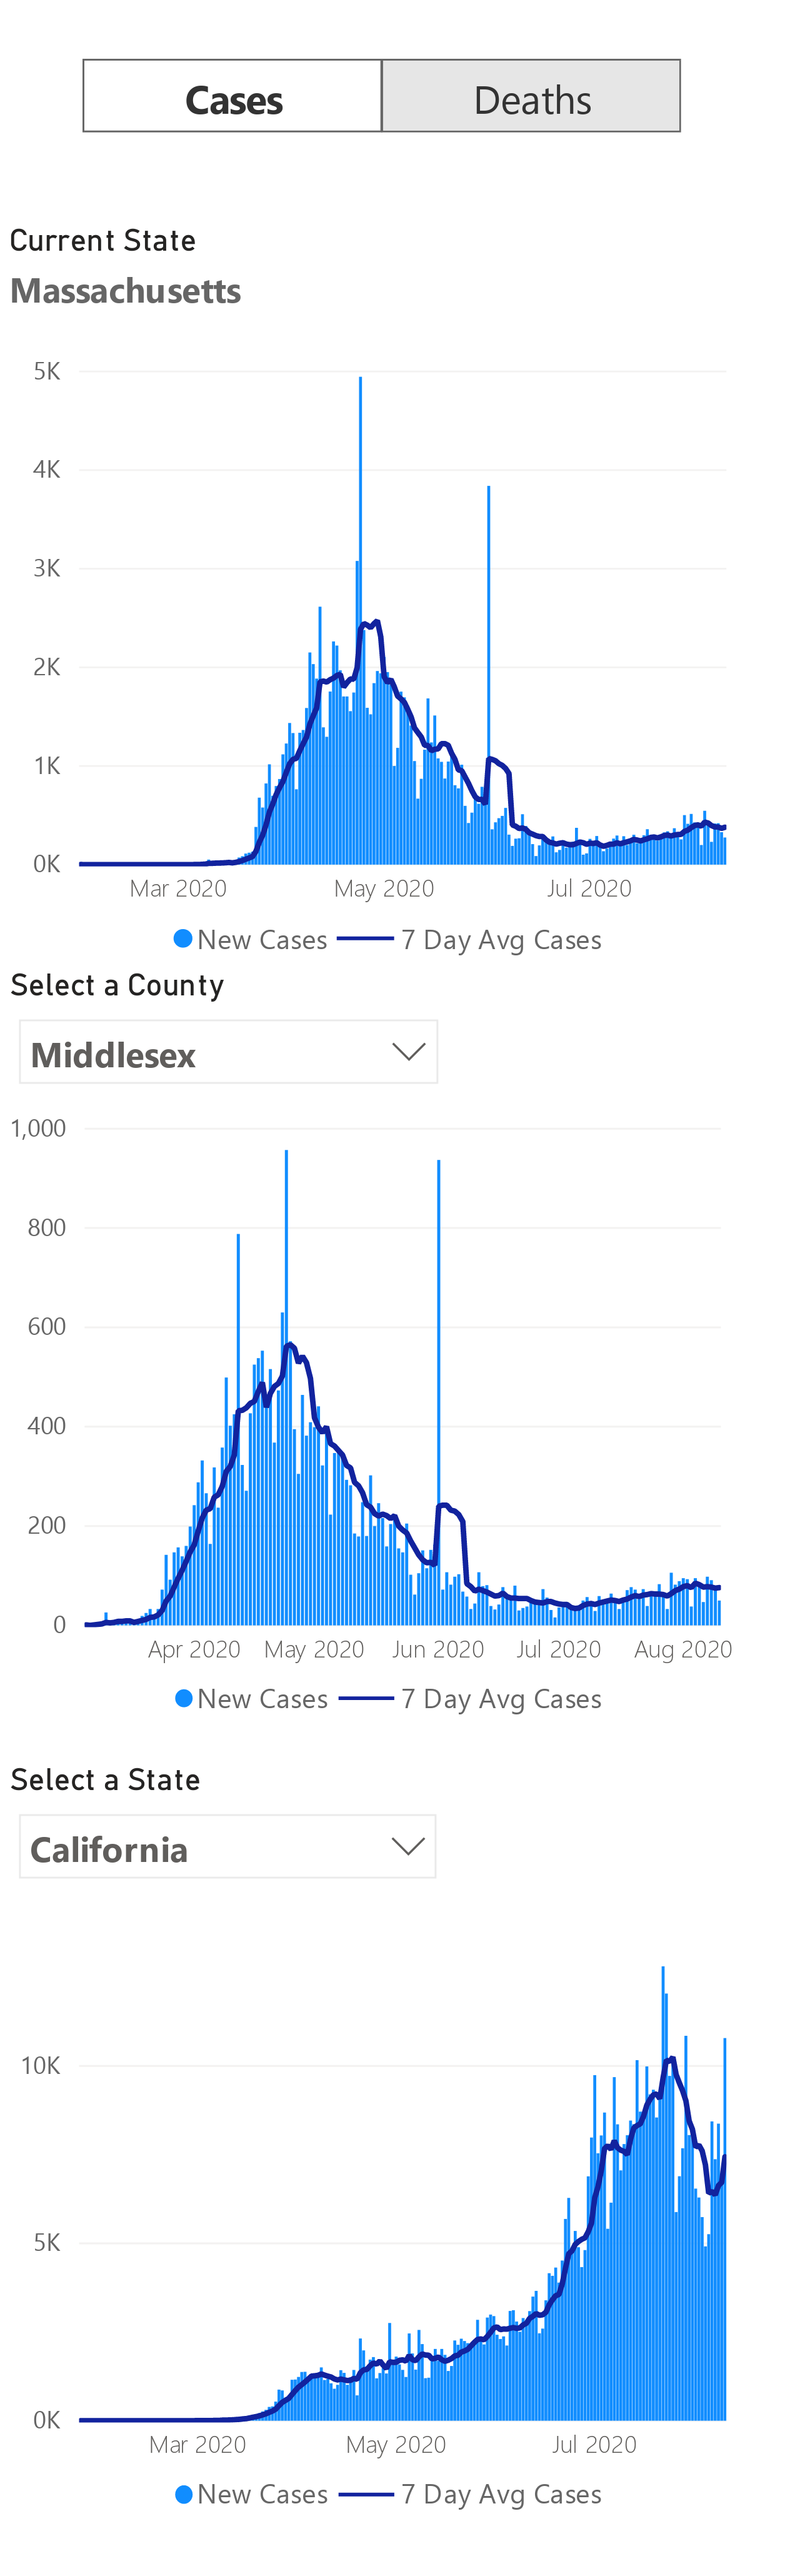 Cases Deaths
Current State
Massachusetts
5K
4K
3K
2K
1K
0K
Mar 2020 May 2020 Jul 2020
New Cases 7 Day Avg Cases
Select a County
Middlesex
1,000
800
600
400
200
0
Apr 2020 May 2020 Jun 2020 Jul 2020 Aug 2020
New Cases 7 Day Avg Cases
Select a State
California
10K
5K
0K
Mar 2020 May 2020 Jul 2020
New Cases 7 Day Avg Cases